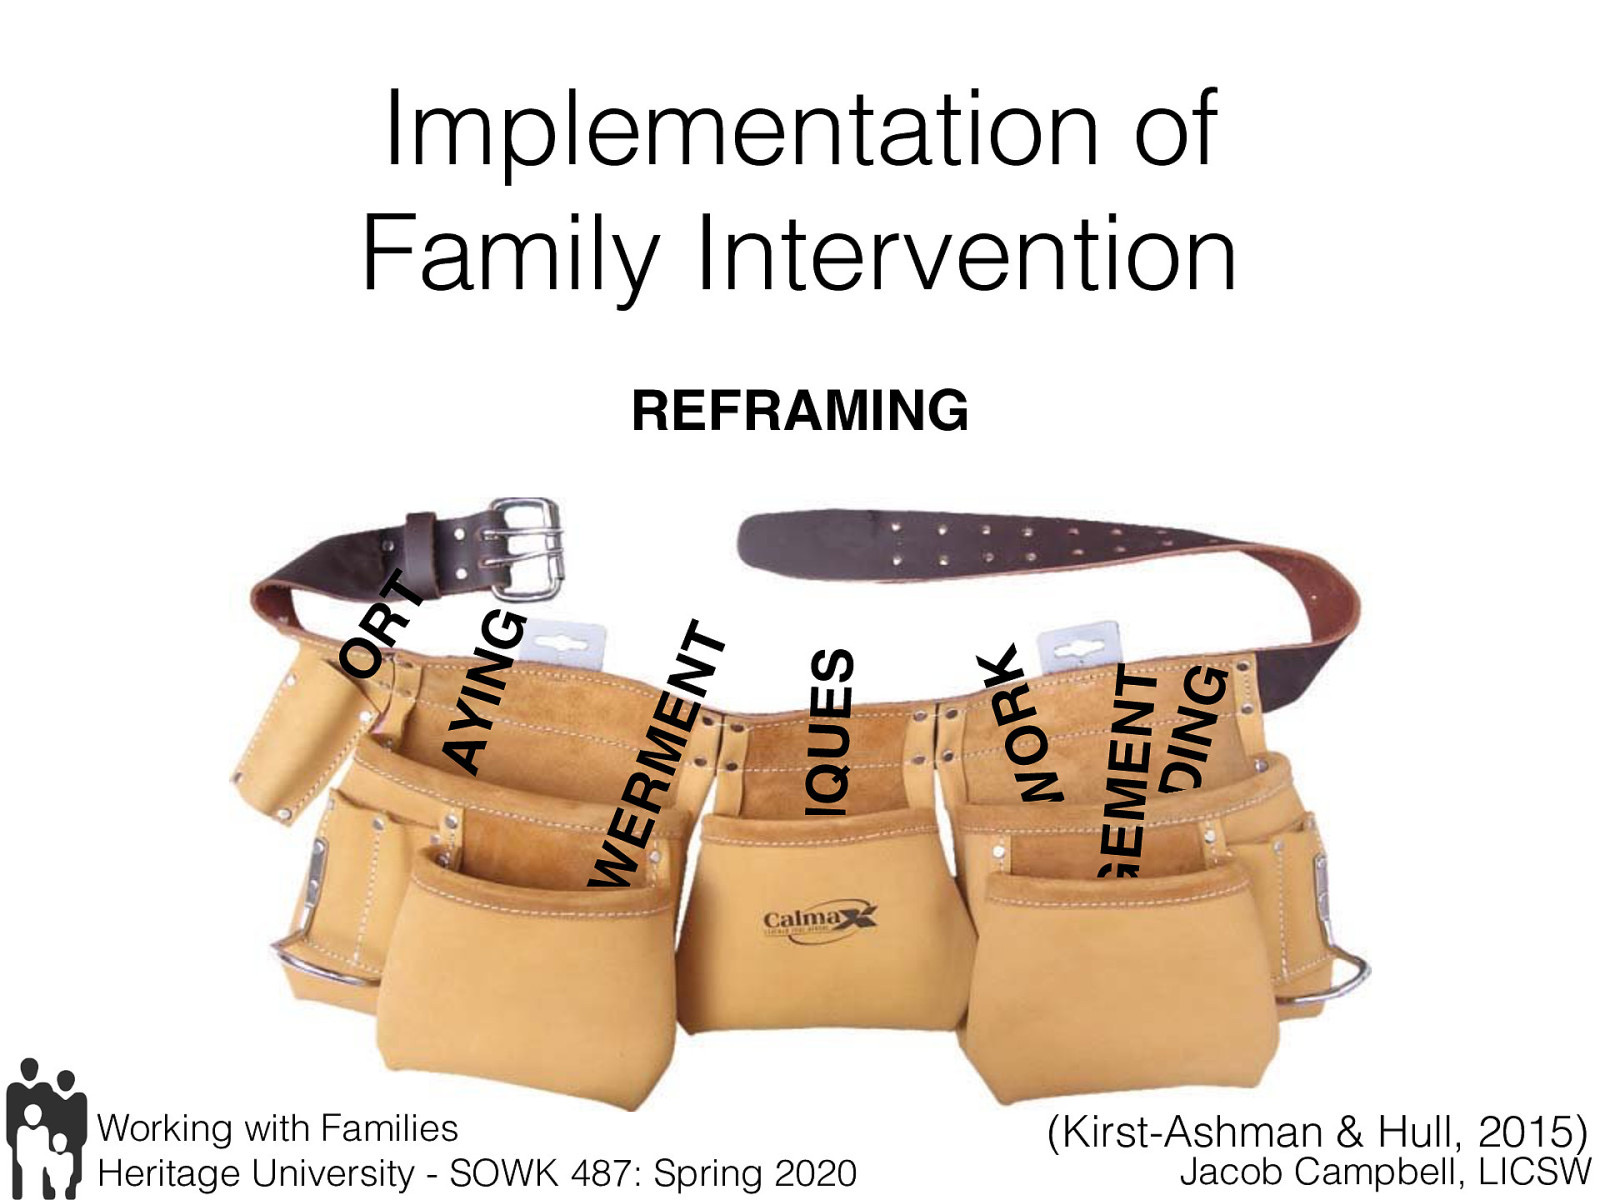 Implementation of
Family Intervention
REFRAMING
ORT
AYING
WERMENT
IQUES
WORK
GEMENT
DING
CalmaX
Working with Families
Heritage University - SOWK 487: Spring 2020
(Kirst-Ashman & Hull, 2015)
Jacob Campbell, LICSW